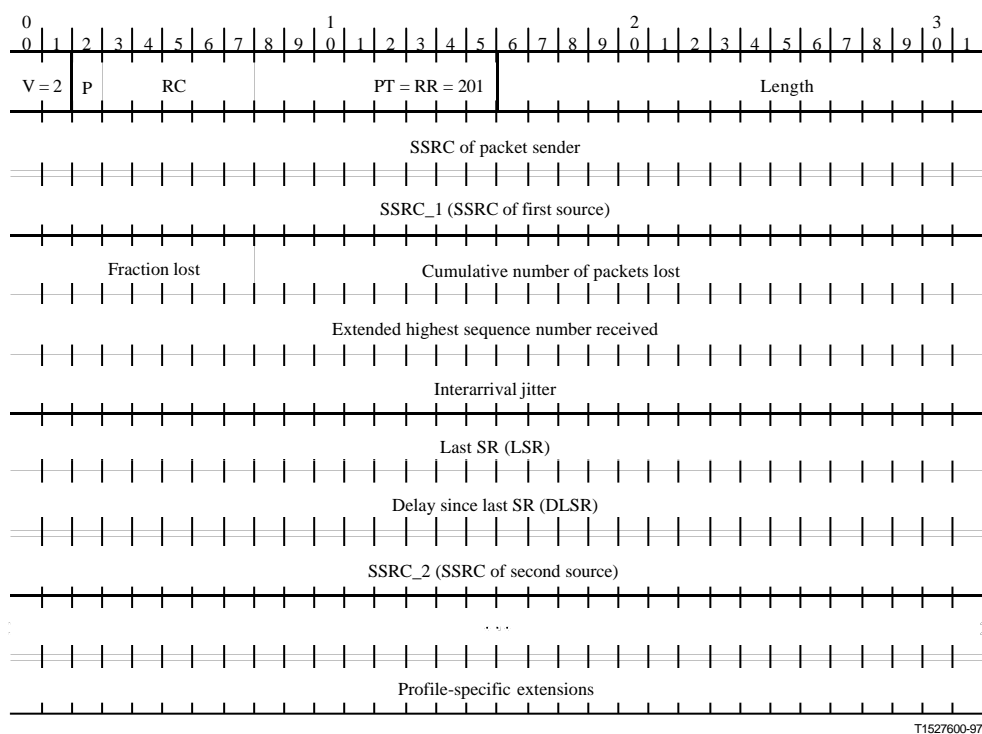 0 1 2 3
0 1 2 3 4 5 6 7 8 9 0 1 2 3 4 5 6 7 8 9 0 1 2 3 4 5 6 7 8 9 0 1
V = 2 P RC PT = RR = 201 Length
SSRC of packet sender
SSRC_1 (SSRC of first source)
Fraction lost Cumulative number of packets lost
Extended highest sequence number received
Interarrival jitter
Last SR (LSR)
Delay since last SR (DLSR)
SSRC_2 (SSRC of second source)
. . .
Profile-specific extensions
T1527600-97